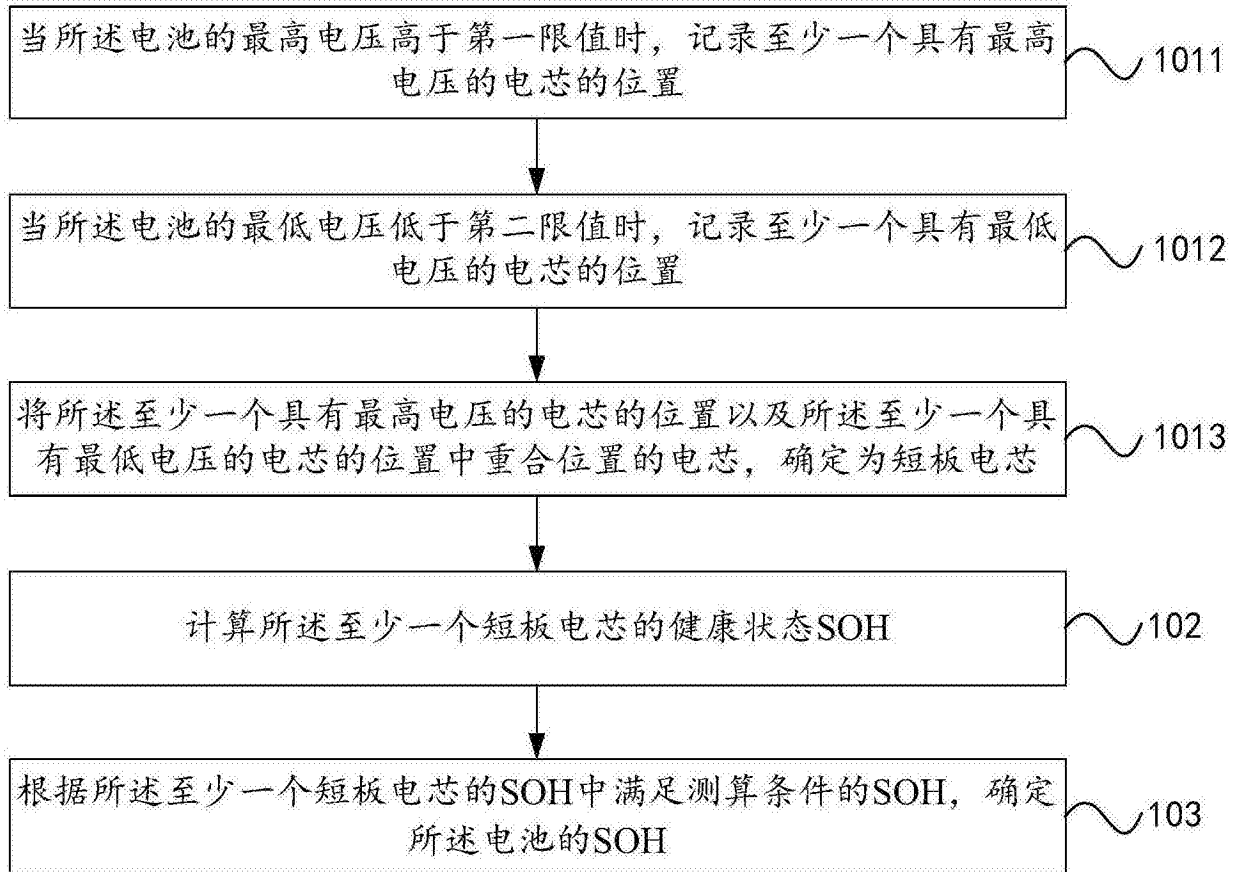 当所述电池的最高电压高于第一限值时，记录至少一个具有最高
电压的电芯的位置
1011
当所述电池的最低电压低于第二限值时，记录至少一个具有最低
电压的电芯的位置
1012
将所述至少一个具有最高电压的电芯的位置以及所述至少一个具
有最低电压的电芯的位置中重合位置的电芯，确定为短板电芯
1013
计算所述至少一个短板电芯的健康状态SOH
102
根据所述至少一个短板电芯的SOH中满足测算条件的SOH，确定
所述电池的SOH
103